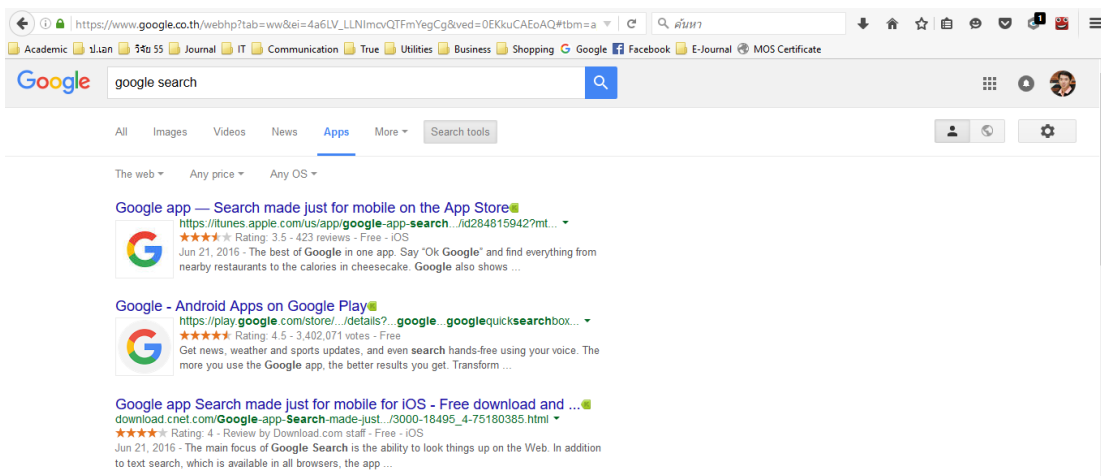 https://www.google.co.th/webhp?tab=ww&ei=4a6LV_LLNImcvQTFmYegCg&ved=0EKkuCAEoAQ#tbm=a
ค้นหา
1
Academic ป.เอก วิจัย 55 Journal IT Communication True Utilities Business Shopping Google Facebook E-Journal MOS Certificate
Google
google search
All Images Videos News Apps More Search tools
The web Any price Any OS
Google app — Search made just for mobile on the App Store
https://itunes.apple.com/us/app/google-app-search.../id284815942?mt...
Rating: 3.5 - 423 reviews - Free - iOS
Jun 21, 2016 - The best of Google in one app. Say “Ok Google” and find everything from
nearby restaurants to the calories in cheesecake. Google also shows ...
Google - Android Apps on Google Play
https://play.google.com/store/.../details?...google...googlequicksearchbox...
Rating: 4.5 - 3,402,071 votes - Free
Get news, weather and sports updates, and even search hands-free using your voice. The
more you use the Google app, the better results you get. Transform ...
Google app Search made just for mobile for iOS - Free download and ...
download.cnet.com/Google-app-Search-made-just.../3000-18495_4-75180385.html
Rating: 4 - Review by Download.com staff - Free - iOS
Jun 21, 2016 - The main focus of Google Search is the ability to look things up on the Web. In addition
to text search, which is available in all browsers, the app ...